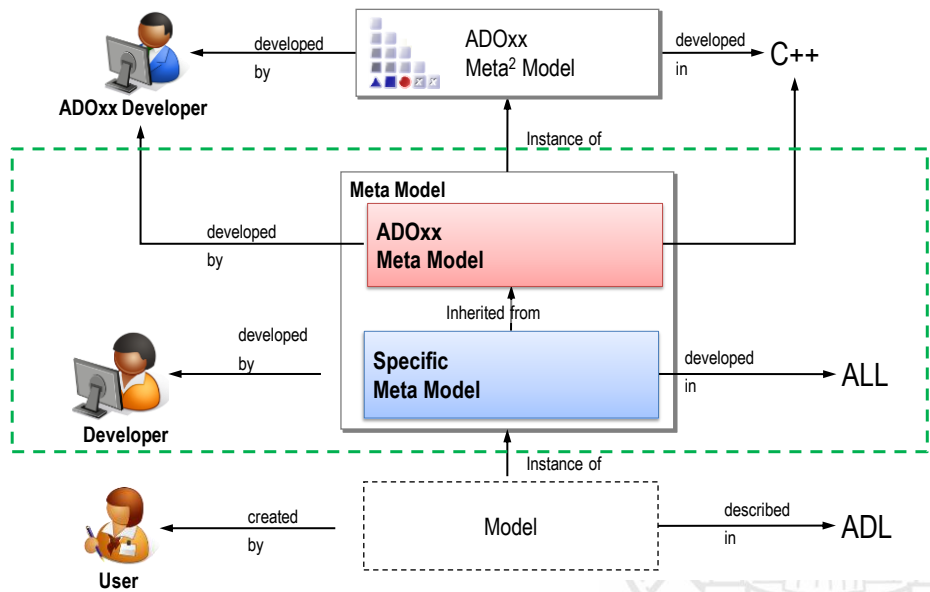 developed
by
ADOxx
Meta² Model
developed
in
C++
ADOxx Developer
Instance of
Meta Model
developed
by
ADOxx
Meta Model
Inherited from
developed
by
Specific
Meta Model
developed
in
ALL
Developer
Instance of
created
by
Model
described
in
ADL
User